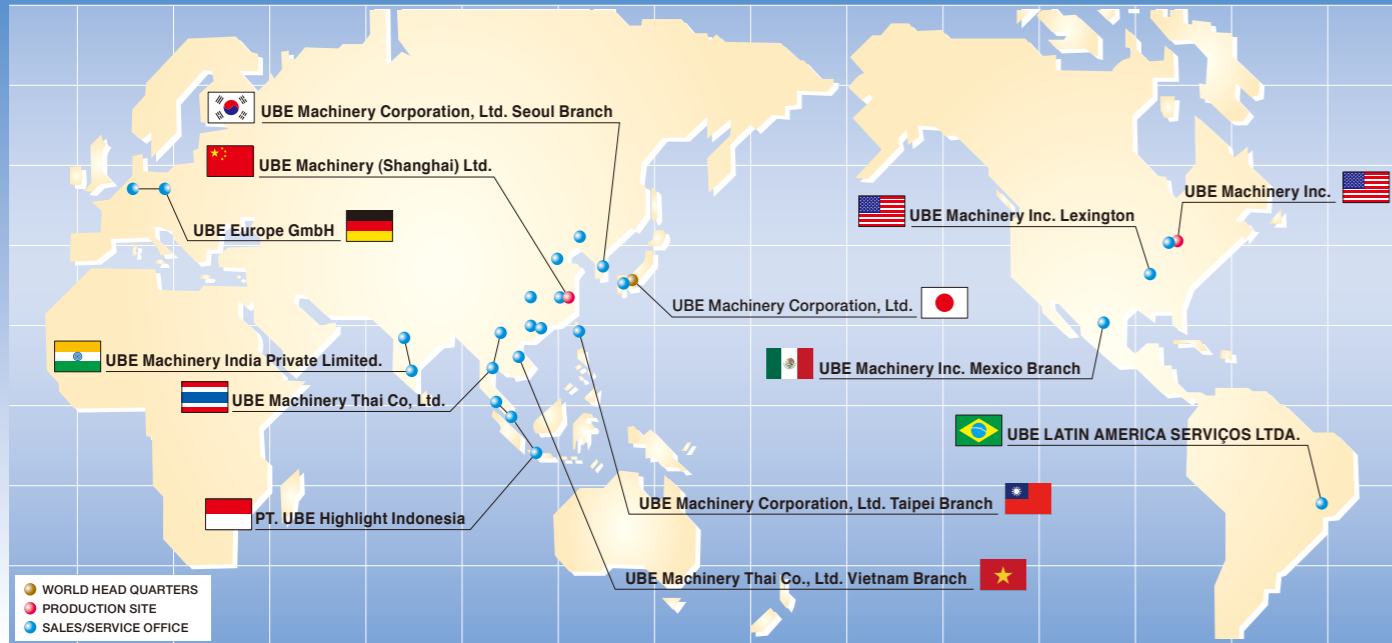 UBE Machinery Corporation, Ltd. Seoul Branch
UBE Machinery (Shanghai) Ltd.
UBE Machinery Inc.
UBE Machinery Inc. Lexington
UBE Europe GmbH
UBE Machinery Corporation, Ltd.
UBE Machinery India Private Limited.
UBE Machinery Inc. Mexico Branch
UBE Machinery Thai Co, Ltd.
UBE LATIN AMERICA SERVIÇOS LTDA.
UBE Machinery Corporation, Ltd. Taipei Branch
PT. UBE Highlight Indonesia
UBE Machinery Thai Co., Ltd. Vietnam Branch
WORLD HEAD QUARTERS
PRODUCTION SITE
SALES/SERVICE OFFICE